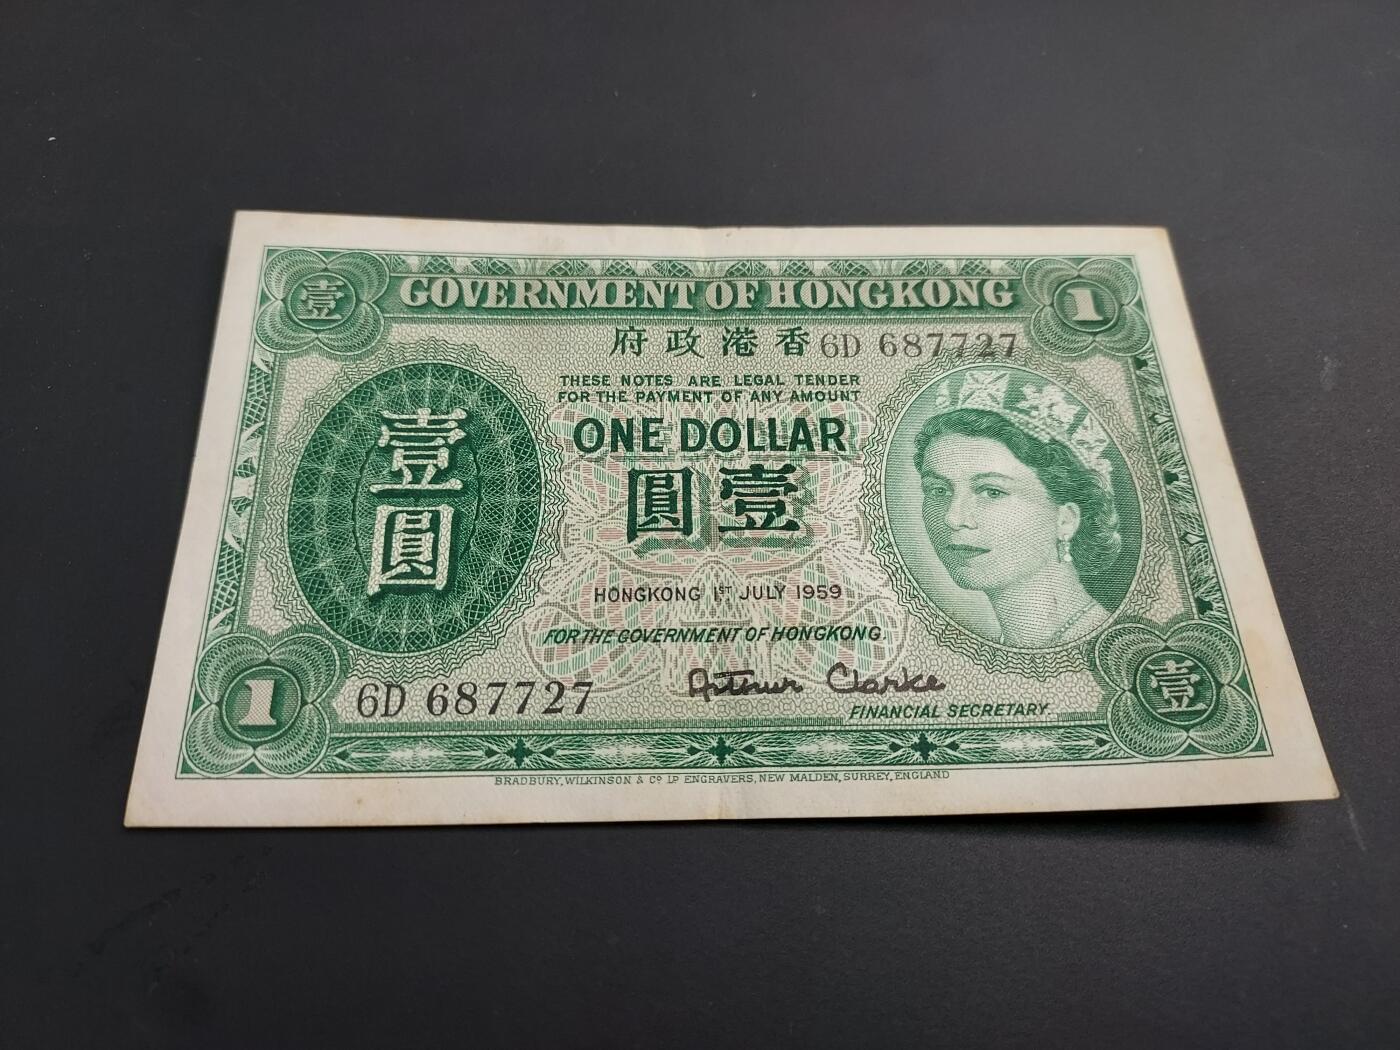 壹 GOVERNMENT OF HONGKONG 1
府政港香 6D 687727
THESE NOTES ARE LEGAL TENDER
FOR THE PAYMENT OF ANY AMOUNT
ONE DOLLAR
圓壹
壹
圓
HONGKONG 1ST JULY 1959
FOR THE GOVERNMENT OF HONGKONG.
Arthur Clarke
FINANCIAL SECRETARY
1 6D 687727 壹
BRADBURY, WILKINSON & Co. LD ENGRAVERS, NEW MALDEN, SURREY, ENGLAND